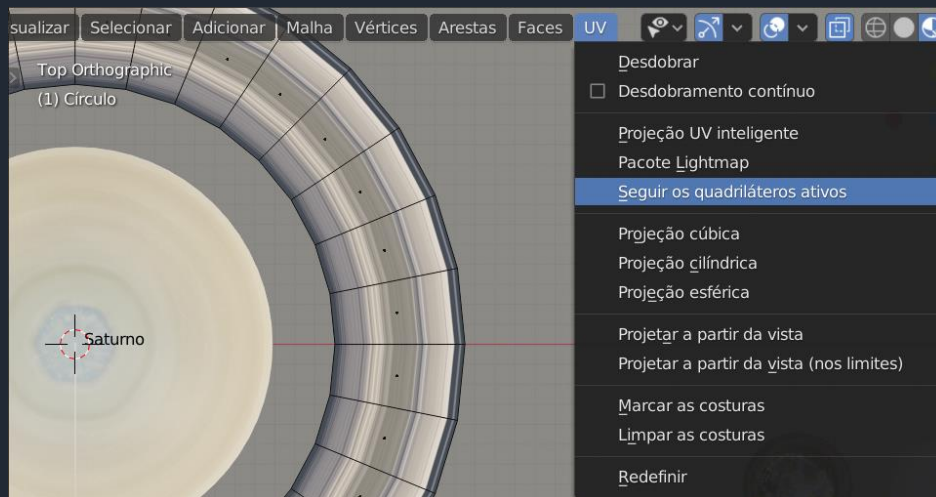 sualizar Selecionar Adicionar Malha Vértices Arestas Faces UV
Top Orthographic
(1) Círculo
Saturno
Desdobrar
Desdobramento contínuo
Projeção UV inteligente
Pacote Lightmap
Seguir os quadriláteros ativos
Projeção cúbica
Projeção cilíndrica
Projeção esférica
Projetar a partir da vista
Projetar a partir da vista (nos limites)
Marcar as costuras
Limpar as costuras
Redefinir